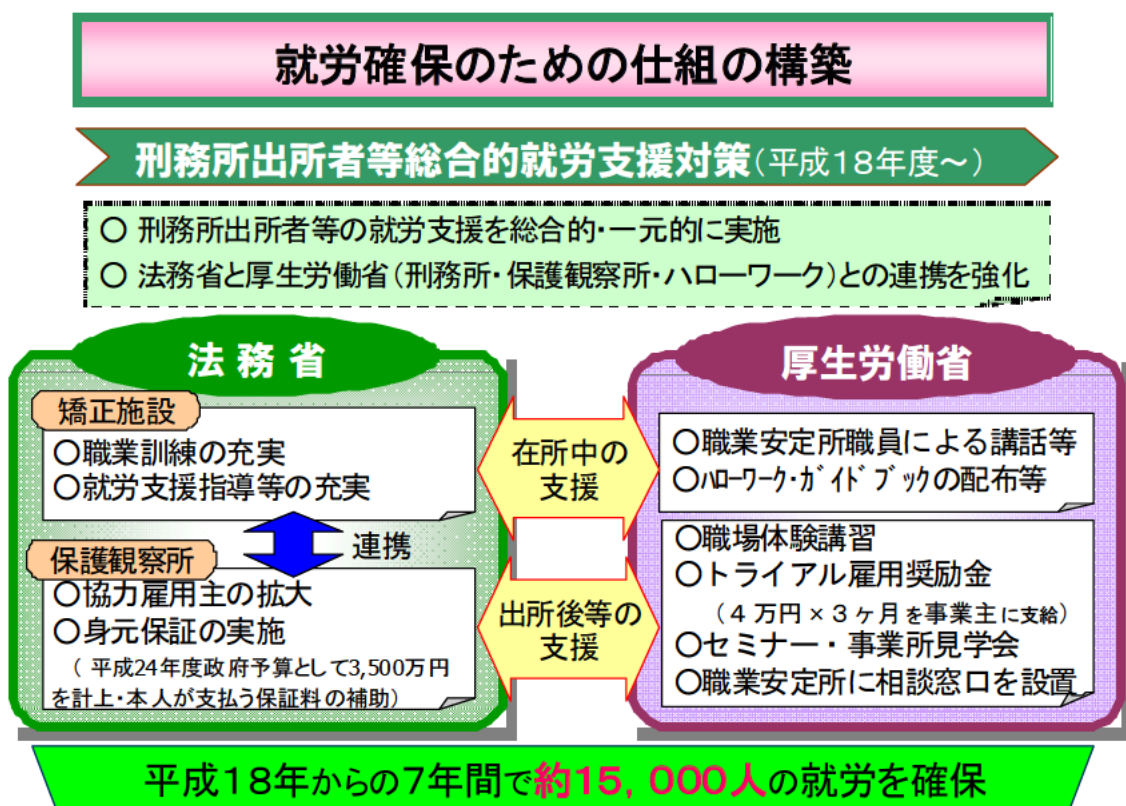 就労確保のための仕組の構築
刑務所出所者等総合的就労支援対策(平成18年度～)
○ 刑務所出所者等の就労支援を総合的・一元的に実施
○ 法務省と厚生労働省(刑務所・保護観察所・ハローワーク)との連携を強化
法務省
矯正施設
○職業訓練の充実
○就労支援指導等の充実
連携
保護観察所
○協力雇用主の拡大
○身元保証の実施
( 平成24年度政府予算として3,500万円
を計上・本人が支払う保証料の補助)
在所中の
支援
出所後等の
支援
厚生労働省
○職業安定所職員による講話等
○ﾊﾛｰﾜｰｸ・ｶﾞｲﾄﾞﾌﾞｯｸの配布等
○職場体験講習
○トライアル雇用奨励金
(４万円×３ヶ月を事業主に支給)
○セミナー・事業所見学会
○職業安定所に相談窓口を設置
平成18年からの7年間で約15, 000人の就労を確保